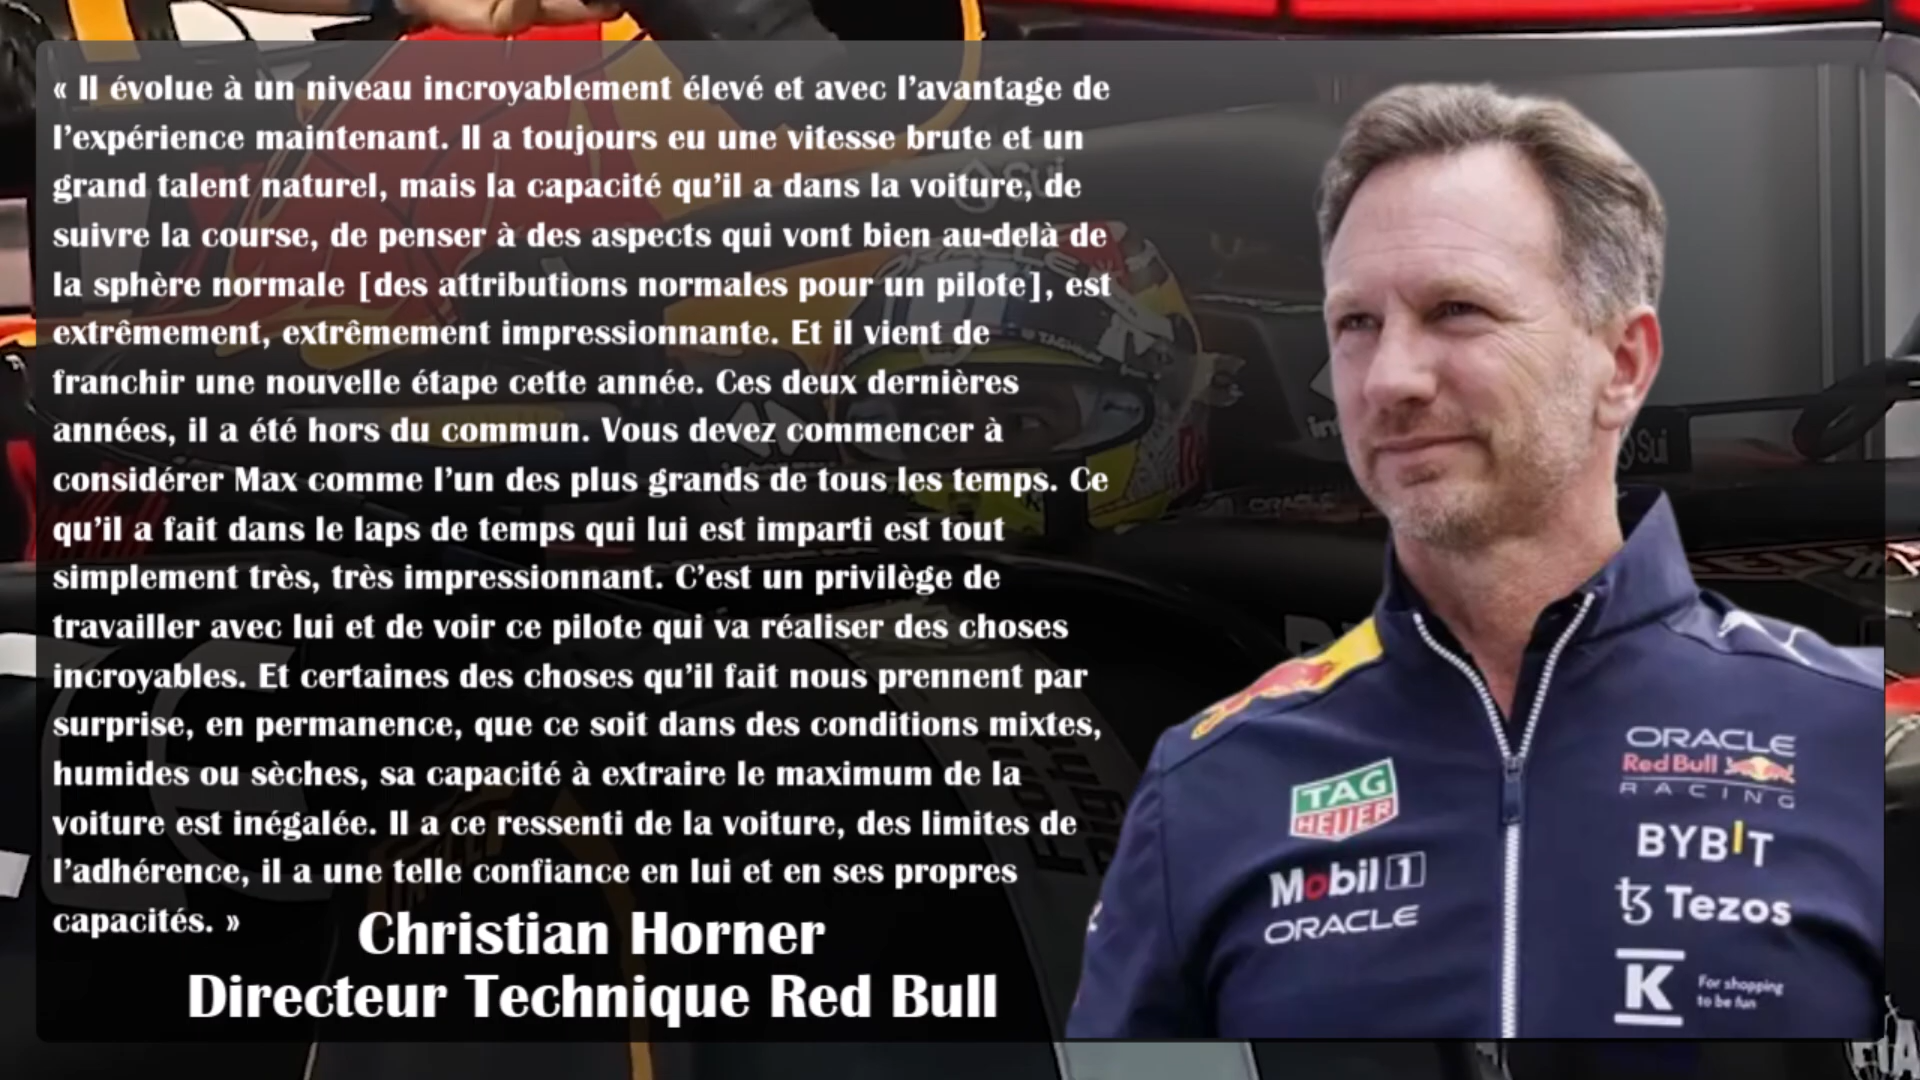 « Il évolue à un niveau incroyablement élevé et avec l’avantage de
l’expérience maintenant. Il a toujours eu une vitesse brute et un
grand talent naturel, mais la capacité qu’il a dans la voiture, de
suivre la course, de penser à des aspects qui vont bien au-delà de
la sphère normale [des attributions normales pour un pilote], est
extrêmement, extrêmement impressionnante. Et il vient de
franchir une nouvelle étape cette année. Ces deux dernières
années, il a été hors du commun. Vous devez commencer à
considérer Max comme l’un des plus grands de tous les temps. Ce
qu’il a fait dans le laps de temps qui lui est imparti est tout
simplement très, très impressionnant. C’est un privilège de
travailler avec lui et de voir ce pilote qui va réaliser des choses
incroyables. Et certaines des choses qu’il fait nous prennent par
surprise, en permanence, que ce soit dans des conditions mixtes,
humides ou sèches, sa capacité à extraire le maximum de la
voiture est inégalée. Il a ce ressenti de la voiture, des limites de
l’adhérence, il a une telle confiance en lui et en ses propres
capacités. »
Christian Horner
Directeur Technique Red Bull
TAG
HEUER
Mobil 1
ORACLE
ORACLE
Red Bull
RACING
BYBIT
Tezos
K
For shopping
to be fun
Sui
Sui
ORACLE